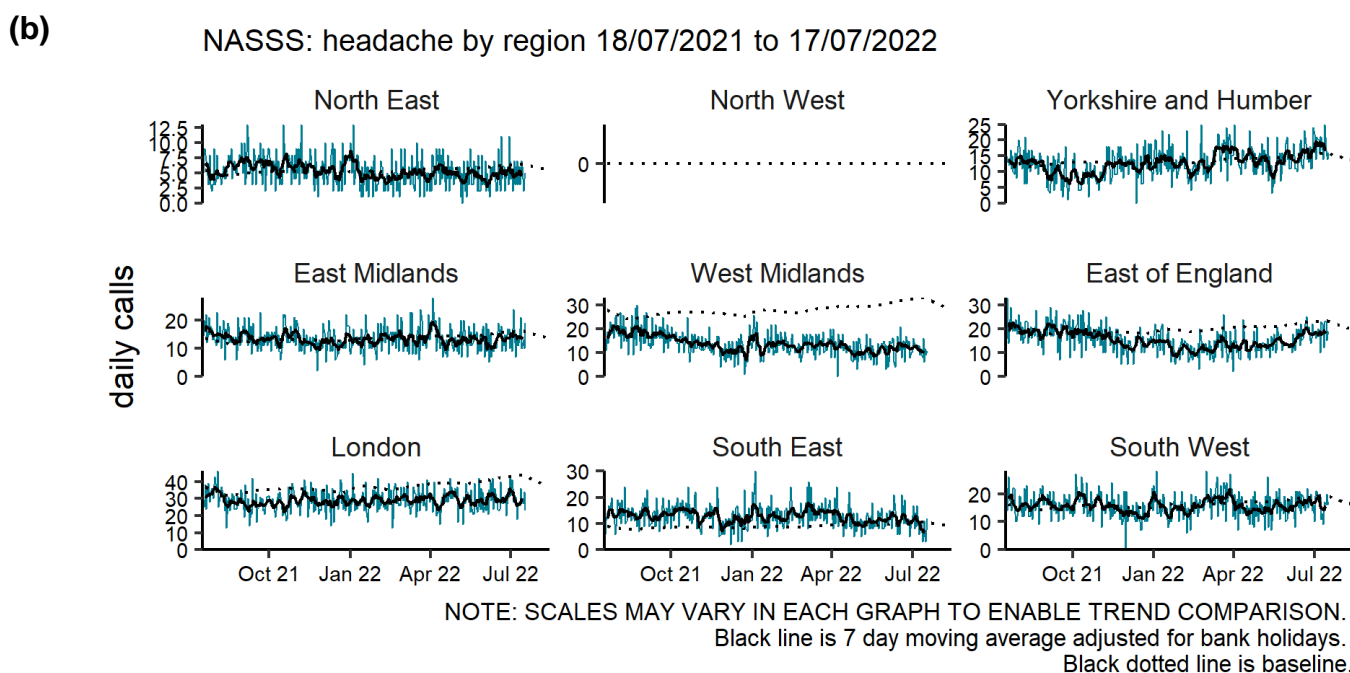 (b)
NASSS: headache by region 18/07/2021 to 17/07/2022
daily calls
North East
12.5
10.0
7.5
5.0
2.5
0.0
North West
0
Yorkshire and Humber
25
20
15
10
5
0
East Midlands
20
10
0
West Midlands
30
20
10
0
East of England
30
20
10
0
London
40
30
20
10
0
Oct 21 Jan 22 Apr 22 Jul 22
South East
30
20
10
0
Oct 21 Jan 22 Apr 22 Jul 22
South West
20
10
0
Oct 21 Jan 22 Apr 22 Jul 22
NOTE: SCALES MAY VARY IN EACH GRAPH TO ENABLE TREND COMPARISON.
Black line is 7 day moving average adjusted for bank holidays.
Black dotted line is baseline.